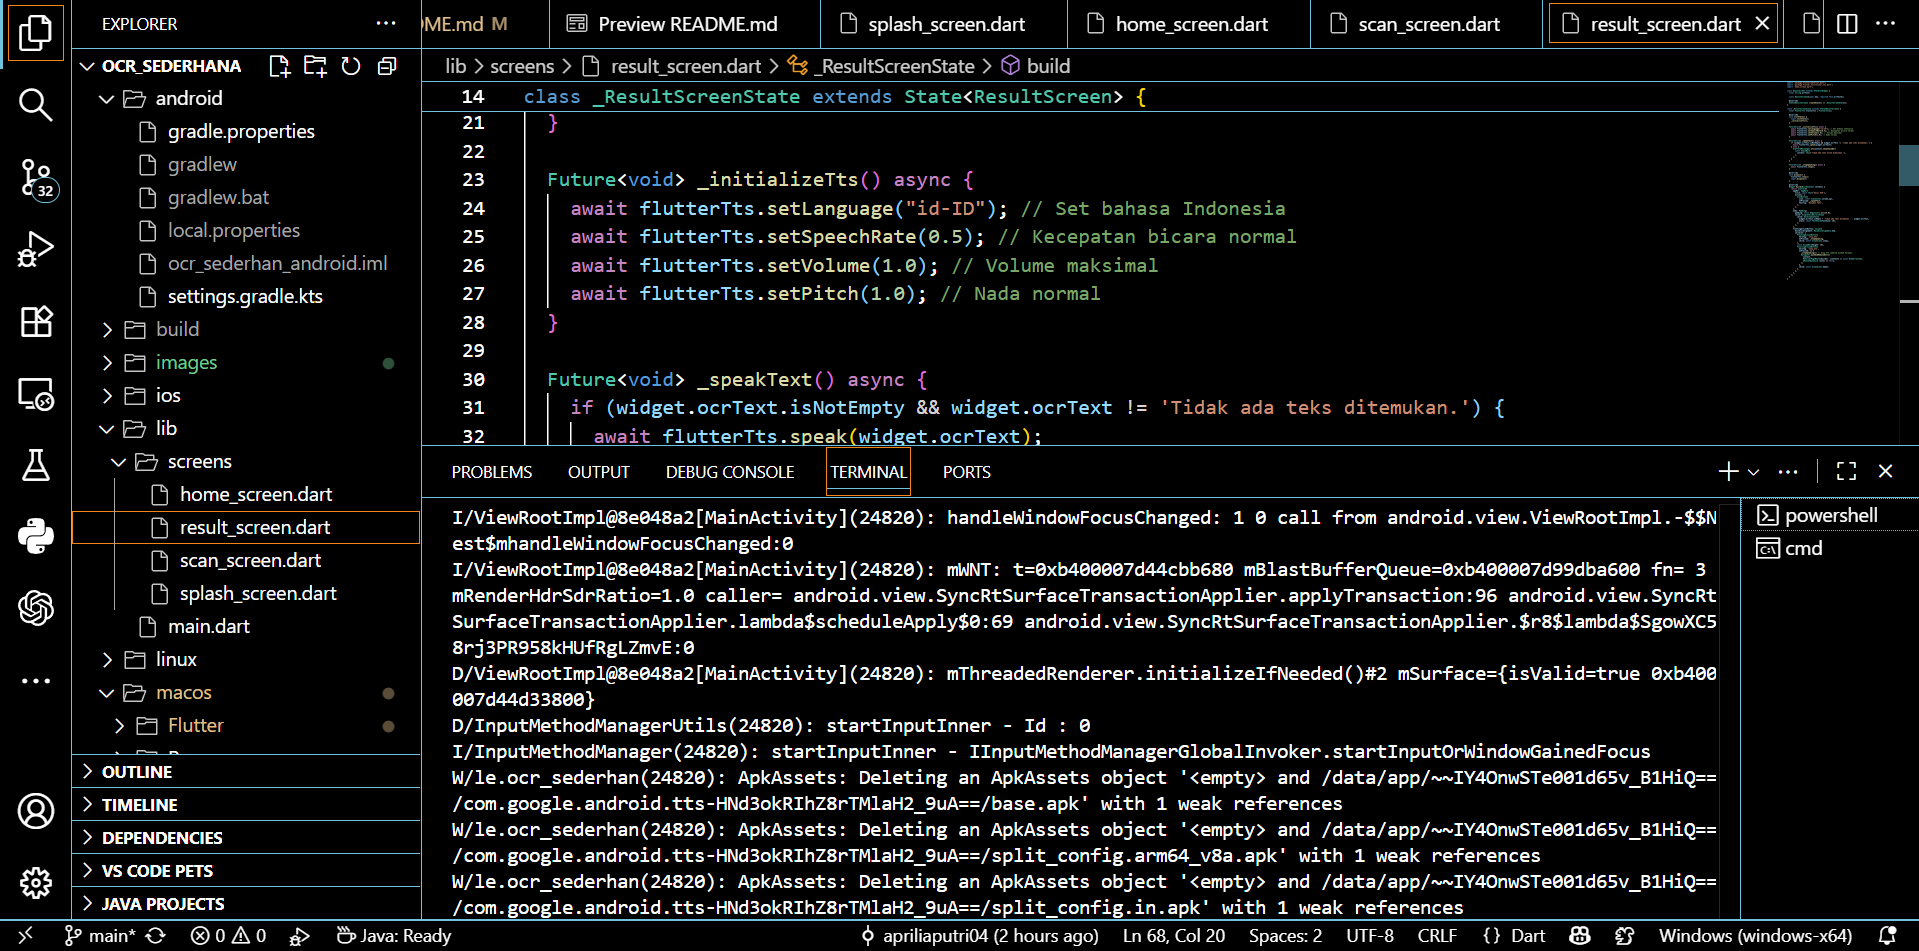 EXPLORER
OME.md M
Preview README.md
splash_screen.dart
home_screen.dart
scan_screen.dart
result_screen.dart
OCR_SEDERHANA
android
gradle.properties
gradlew
gradlew.bat
local.properties
ocr_sederhan_android.iml
settings.gradle.kts
build
images
ios
lib
screens
home_screen.dart
result_screen.dart
scan_screen.dart
splash_screen.dart
main.dart
linux
macos
Flutter
OUTLINE
TIMELINE
DEPENDENCIES
VS CODE PETS
JAVA PROJECTS
32
lib > screens > result_screen.dart > _ResultScreenState > build
14 class _ResultScreenState extends State<ResultScreen> {
21 }
22
23 Future<void> _initializeTts() async {
24 await flutterTts.setLanguage("id-ID"); // Set bahasa Indonesia
25 await flutterTts.setSpeechRate(0.5); // Kecepatan bicara normal
26 await flutterTts.setVolume(1.0); // Volume maksimal
27 await flutterTts.setPitch(1.0); // Nada normal
28 }
29
30 Future<void> _speakText() async {
31 if (widget.ocrText.isNotEmpty && widget.ocrText != 'Tidak ada teks ditemukan.') {
32 await flutterTts.speak(widget.ocrText);
PROBLEMS OUTPUT DEBUG CONSOLE TERMINAL PORTS
I/ViewRootImpl@8e048a2[MainActivity](24820): handleWindowFocusChanged: 1 0 call from android.view.ViewRootImpl.-$$N
est$mhandleWindowFocusChanged:0
I/ViewRootImpl@8e048a2[MainActivity](24820): mWNT: t=0xb400007d44cbb680 mBlastBufferQueue=0xb400007d99dba600 fn= 3
mRenderHdrSdrRatio=1.0 caller= android.view.SyncRtSurfaceTransactionApplier.applyTransaction:96 android.view.SyncRt
SurfaceTransactionApplier.lambda$scheduleApply$0:69 android.view.SyncRtSurfaceTransactionApplier.$r8$lambda$SgowXC5
8rj3PR958kHUfRgLZmvE:0
D/ViewRootImpl@8e048a2[MainActivity](24820): mThreadedRenderer.initializeIfNeeded()#2 mSurface={isValid=true 0xb400
007d44d33800}
D/InputMethodManagerUtils(24820): startInputInner - Id : 0
I/InputMethodManager(24820): startInputInner - IInputMethodManagerGlobalInvoker.startInputOrWindowGainedFocus
W/le.ocr_sederhan(24820): ApkAssets: Deleting an ApkAssets object '<empty> and /data/app/~~IY4OnwSTe001d65v_B1HiQ==
/com.google.android.tts-HNd3okRIhZ8rTMlaH2_9uA==/base.apk' with 1 weak references
W/le.ocr_sederhan(24820): ApkAssets: Deleting an ApkAssets object '<empty> and /data/app/~~IY4OnwSTe001d65v_B1HiQ==
/com.google.android.tts-HNd3okRIhZ8rTMlaH2_9uA==/split_config.arm64_v8a.apk' with 1 weak references
W/le.ocr_sederhan(24820): ApkAssets: Deleting an ApkAssets object '<empty> and /data/app/~~IY4OnwSTe001d65v_B1HiQ==
/com.google.android.tts-HNd3okRIhZ8rTMlaH2_9uA==/split_config.in.apk' with 1 weak references
powershell
cmd
main* 0 0 Java: Ready apriliaputri04 (2 hours ago) Ln 68, Col 20 Spaces: 2 UTF-8 CRLF {} Dart Windows (windows-x64)